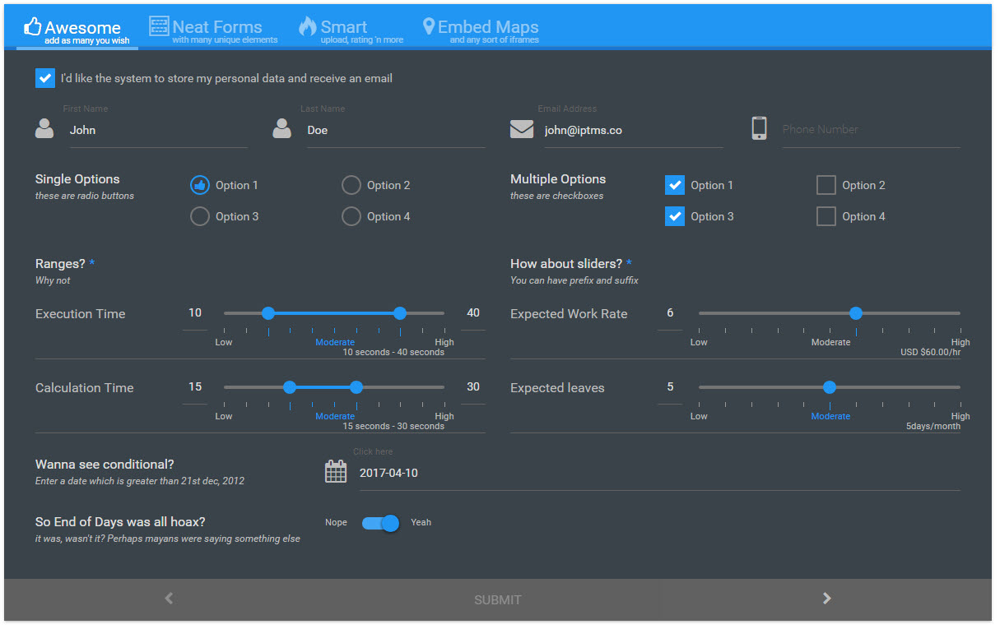 Awesome
add as many you wish
Neat Forms
with many unique elements
Smart
upload, rating 'n more
Embed Maps
and any sort of iframes
I'd like the system to store my personal data and receive an email
First Name
John
Last Name
Doe
Email Address
john@iptms.co
Phone Number
Single Options
these are radio buttons
Option 1
Option 2
Option 3
Option 4
Multiple Options
these are checkboxes
Option 1
Option 2
Option 3
Option 4
Ranges? *
Why not
Execution Time
10
40
Low Moderate High
10 seconds - 40 seconds
Calculation Time
15
30
Low Moderate High
15 seconds - 30 seconds
How about sliders? *
You can have prefix and suffix
Expected Work Rate
6
Low Moderate High
USD $60.00/hr
Expected leaves
5
Low Moderate High
5days/month
Wanna see conditional?
Enter a date which is greater than 21st dec, 2012
Click here
2017-04-10
So End of Days was all hoax?
it was, wasn't it? Perhaps mayans were saying something else
Nope Yeah
SUBMIT